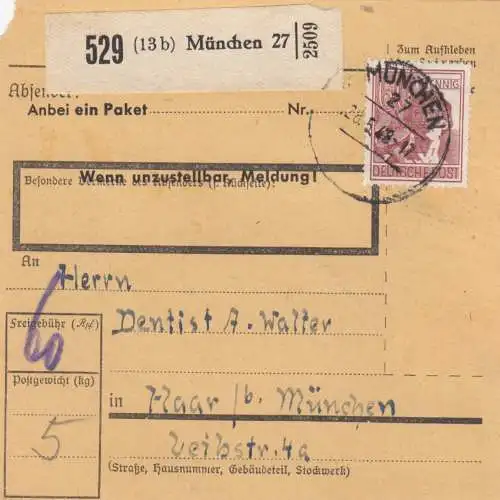 529 (13b) München 27
2509
Zum Aufkleben
Absender:
Anbei ein Paket Nr.
PFENNIG
MÜNCHEN
27
DEUTSCHE POST
Wenn unzustellbar, Meldung!
Besondere Vermerke des Absenders (s. Rückseite):
An
Herrn
Dentist A. Walter
Freigebühr (Rpf)
60
Postgewicht (kg)
5
in Haar /b. München
Leibstr. 4a
(Straße, Hausnummer, Gebäudeteil, Stockwerk)